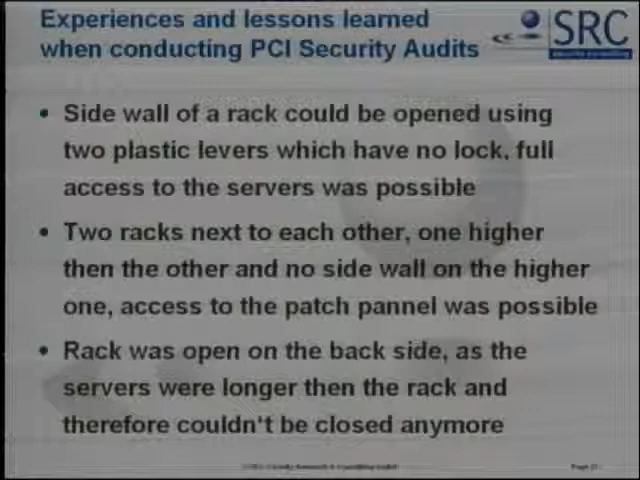 Experiences and lessons learned
when conducting PCI Security Audits
SRC
• Side wall of a rack could be opened using
two plastic levers which have no lock, full
access to the servers was possible
• Two racks next to each other, one higher
then the other and no side wall on the higher
one, access to the patch pannel was possible
• Rack was open on the back side, as the
servers were longer then the rack and
therefore couldn't be closed anymore
Page